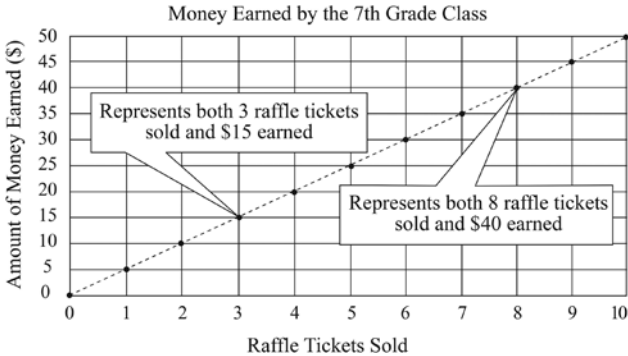 Money Earned by the 7th Grade Class
Amount of Money Earned ($)
50
45
40
35
30
25
20
15
10
5
0
Represents both 3 raffle tickets
sold and $15 earned
Represents both 8 raffle tickets
sold and $40 earned
0 1 2 3 4 5 6 7 8 9 10
Raffle Tickets Sold